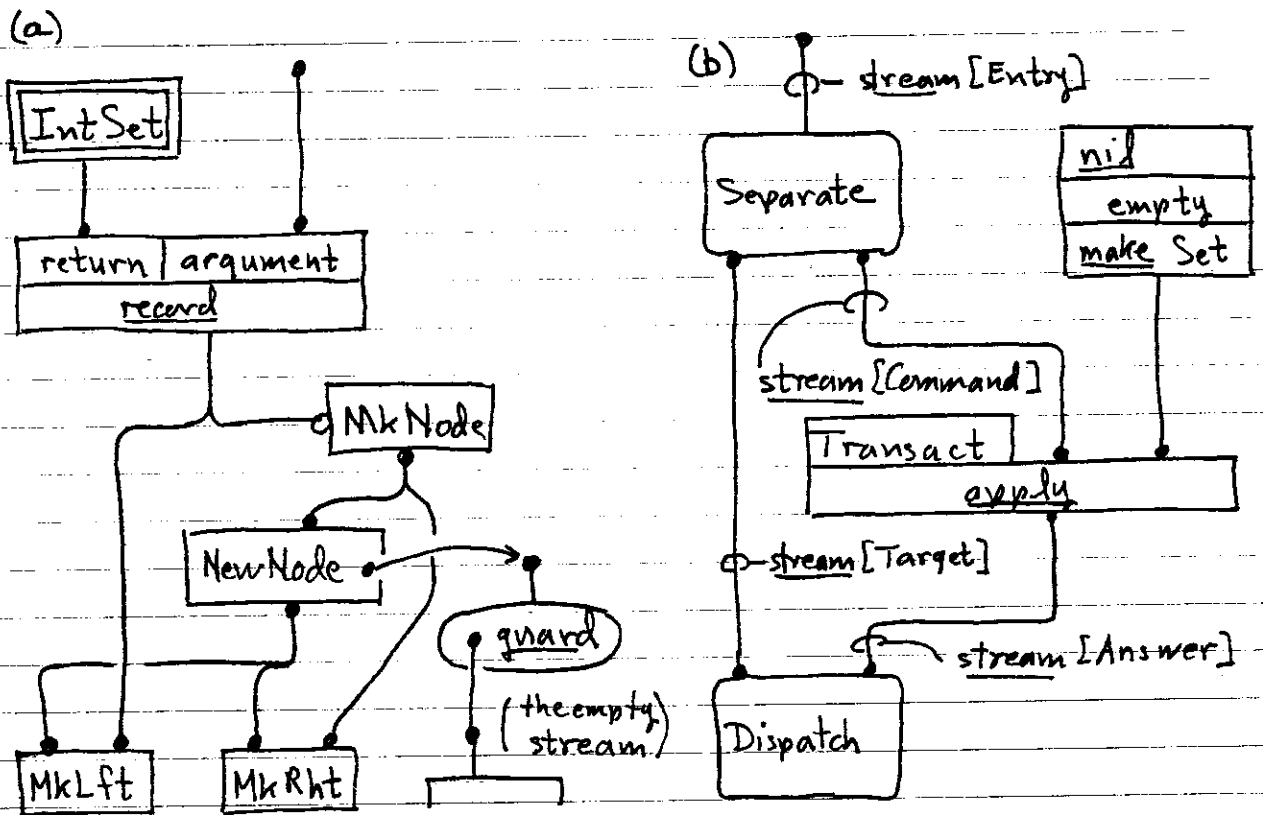 (a)
IntSet
return argument
record
MkNode
NewNode
guard
(the empty
stream)
MkLft
MkRht
(b)
stream [Entry]
Separate
nil
empty
make Set
stream [Command]
Transact
apply
stream [Target]
stream [Answer]
Dispatch